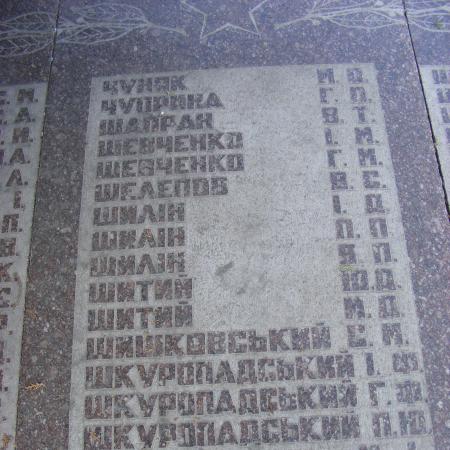 ЧУНЯК М. О.
ЧУПРИНА Г. П.
ШАПРАН В. Т.
ШЕВЧЕНКО І. М.
ШЕВЧЕНКО Г. М.
ШЕЛЕПОВ В. С.
ШИЛІН І. Д.
ШИЛІН П. П.
ШИЛІН Я. П.
ШИТИЙ Ю. Д.
ШИТИЙ М. Д.
ШИШКОВСЬКИЙ Є. М.
ШКУРОПАДСЬКИЙ І. Ф.
ШКУРОПАДСЬКИЙ Г. Ф.
ШКУРОПАДСЬКИЙ П. Ю.